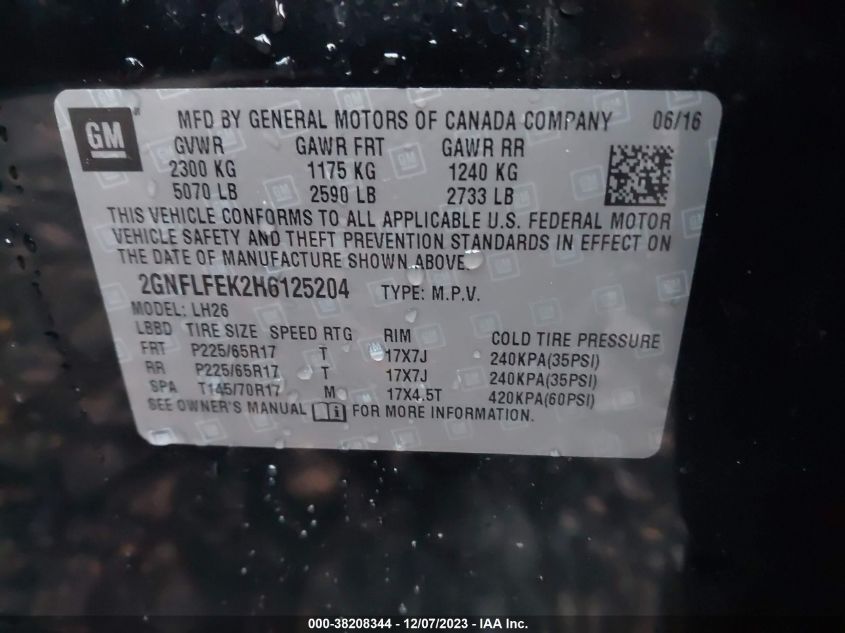 GM
MFD BY GENERAL MOTORS OF CANADA COMPANY 06/16
GVWR GAWR FRT GAWR RR
2300 KG 1175 KG 1240 KG
5070 LB 2590 LB 2733 LB
THIS VEHICLE CONFORMS TO ALL APPLICABLE U.S. FEDERAL MOTOR
VEHICLE SAFETY AND THEFT PREVENTION STANDARDS IN EFFECT ON
THE DATE OF MANUFACTURE SHOWN ABOVE.
2GNFLFEK2H6125204 TYPE: M.P.V.
MODEL: LH26
LBBD TIRE SIZE SPEED RTG RIM COLD TIRE PRESSURE
FRT P225/65R17 T 17X7J 240KPA(35PSI)
RR P225/65R17 T 17X7J 240KPA(35PSI)
SPA T145/70R17 M 17X4.5T 420KPA(60PSI)
SEE OWNER'S MANUAL i FOR MORE INFORMATION.
000-38208344 - 12/07/2023 - IAA Inc.